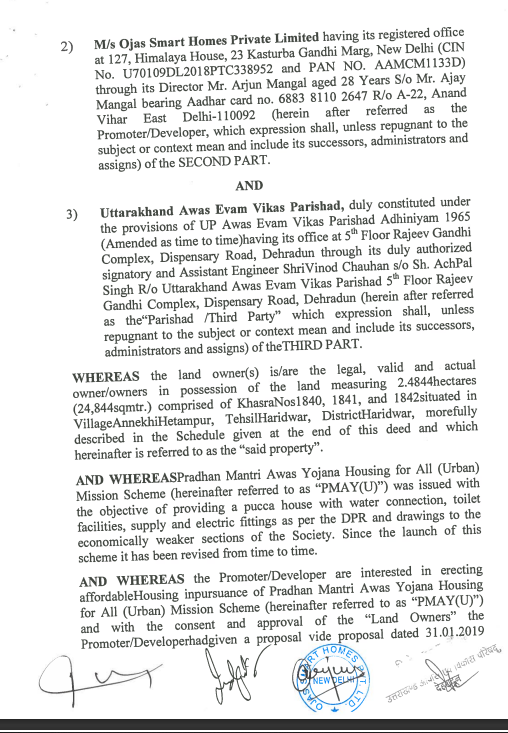 2) M/s Ojas Smart Homes Private Limited having its registered office
at 127, Himalaya House, 23 Kasturba Gandhi Marg, New Delhi (CIN
No. U70109DL2018PTC338952 and PAN NO. AAMCM1133D)
through its Director Mr. Arjun Mangal aged 28 Years S/o Mr. Ajay
Mangal bearing Aadhar card no. 6883 8110 2647 R/o A-22, Anand
Vihar East Delhi-110092 (herein after referred as the
Promoter/Developer, which expression shall, unless repugnant to the
subject or context mean and include its successors, administrators and
assigns) of the SECOND PART.
AND
3) Uttarakhand Awas Evam Vikas Parishad, duly constituted under
the provisions of UP Awas Evam Vikas Parishad Adhiniyam 1965
(Amended as time to time)having its office at 5th Floor Rajeev Gandhi
Complex, Dispensary Road, Dehradun through its duly authorized
signatory and Assistant Engineer ShriVinod Chauhan s/o Sh. AchPal
Singh R/o Uttarakhand Awas Evam Vikas Parishad 5th Floor Rajeev
Gandhi Complex, Dispensary Road, Dehradun (herein after referred
as the“Parishad /Third Party” which expression shall, unless
repugnant to the subject or context mean and include its successors,
administrators and assigns) of theTHIRD PART.
WHEREAS the land owner(s) is/are the legal, valid and actual
owner/owners in possession of the land measuring 2.4844hectares
(24,844sqmtr.) comprised of KhasraNos1840, 1841, and 1842situated in
VillageAnnekhiHetampur, TehsilHaridwar, DistrictHaridwar, morefully
described in the Schedule given at the end of this deed and which
hereinafter is referred to as the “said property”.
AND WHEREASPradhan Mantri Awas Yojana Housing for All (Urban)
Mission Scheme (hereinafter referred to as “PMAY(U)”) was issued with
the objective of providing a pucca house with water connection, toilet
facilities, supply and electric fittings as per the DPR and drawings to the
economically weaker sections of the Society. Since the launch of this
scheme it has been revised from time to time.
AND WHEREAS the Promoter/Developer are interested in erecting
affordableHousing inpursuance of Pradhan Mantri Awas Yojana Housing
for All (Urban) Mission Scheme (hereinafter referred to as “PMAY(U)”)
and with the consent and approval of the “Land Owners” the
Promoter/Developerhadgiven a proposal vide proposal dated 31.01.2019
OJAS SMART HOMES PVT. LTD.
NEW DELHI
उत्तराखण्ड आवास विकास परिषद,
देहरादून